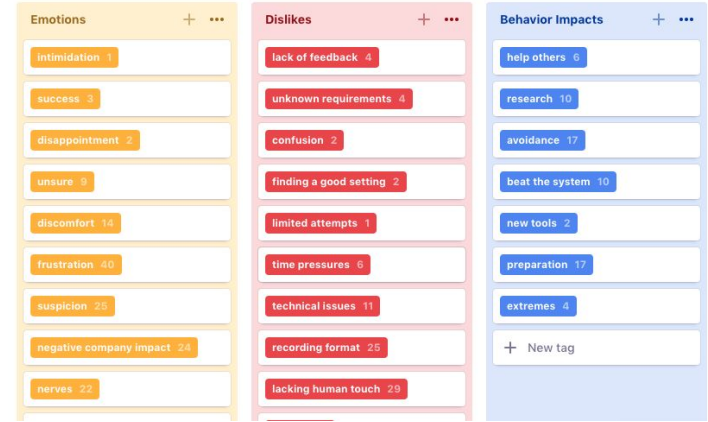 Emotions
intimidation 1
success 3
disappointment 2
unsure 9
discomfort 14
frustration 40
suspicion 26
negative company impact 24
nerves 22
Dislikes
lack of feedback 4
unknown requirements 4
confusion 2
finding a good setting 2
limited attempts 1
time pressures 6
technical issues 11
recording format 25
lacking human touch 29
Behavior Impacts
help others 6
research 10
avoidance 17
beat the system 10
new tools 2
preparation 17
extremes 4
+ New tag